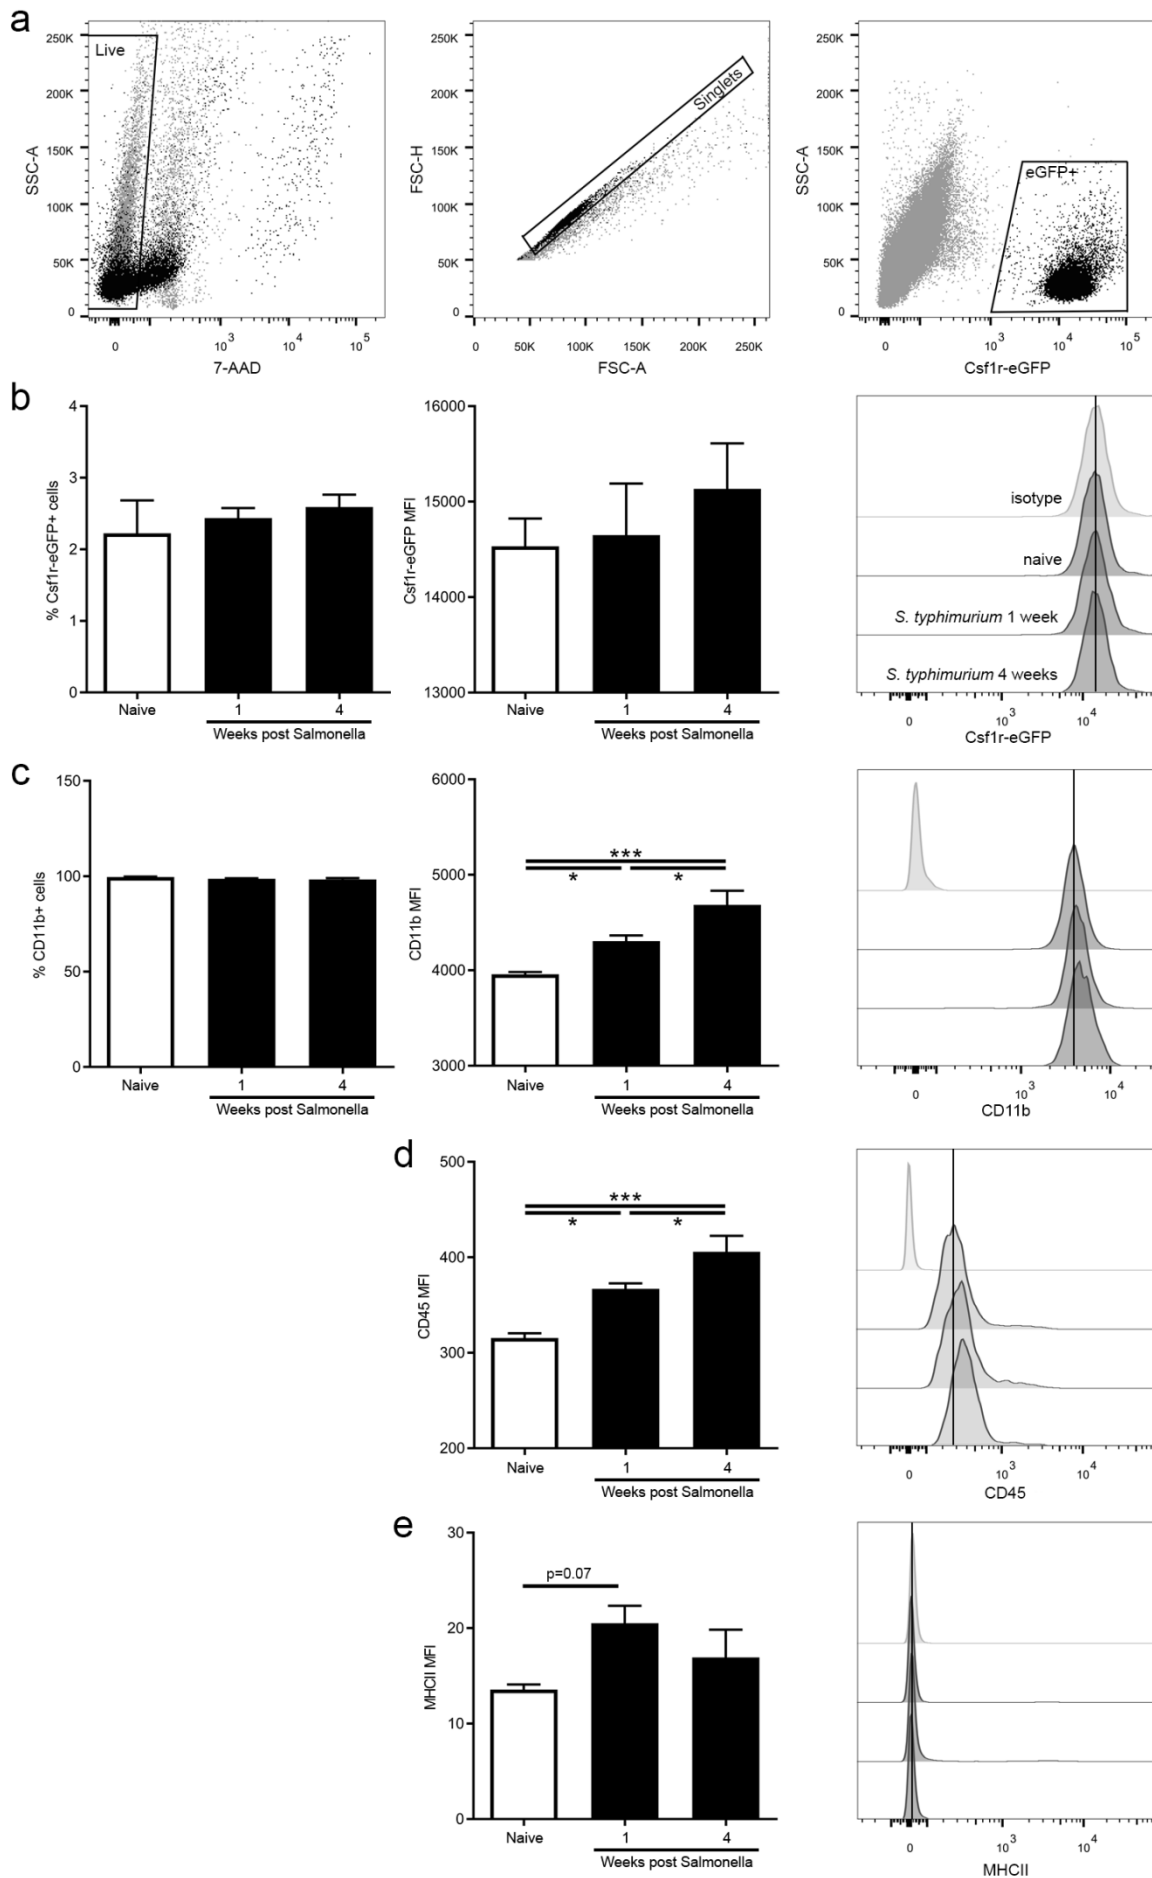 a
250K
200K
150K
100K
50K
0
SSC-A
Live
0 10^3 10^4 10^5
7-AAD
250K
200K
150K
100K
50K
0
FSC-H
Singlets
0 50K 100K 150K 200K 250K
FSC-A
250K
200K
150K
100K
50K
0
SSC-A
eGFP+
0 10^3 10^4 10^5
Csf1r-eGFP
b
4
3
2
1
0
% Csf1r-eGFP+ cells
Naive 1 4
Weeks post Salmonella
16000
15000
14000
13000
Csf1r-eGFP MFI
Naive 1 4
Weeks post Salmonella
isotype
naive
S. typhimurium 1 week
S. typhimurium 4 weeks
0 10^3 10^4
Csf1r-eGFP
c
150
100
50
0
% CD11b+ cells
Naive 1 4
Weeks post Salmonella
6000
5000
4000
3000
CD11b MFI
***
* *
Naive 1 4
Weeks post Salmonella
0 10^3 10^4
CD11b
d
500
400
300
200
CD45 MFI
***
* *
Naive 1 4
Weeks post Salmonella
0 10^3 10^4
CD45
e
30
20
10
0
MHCII MFI
p=0.07
Naive 1 4
Weeks post Salmonella
0 10^3 10^4
MHCII